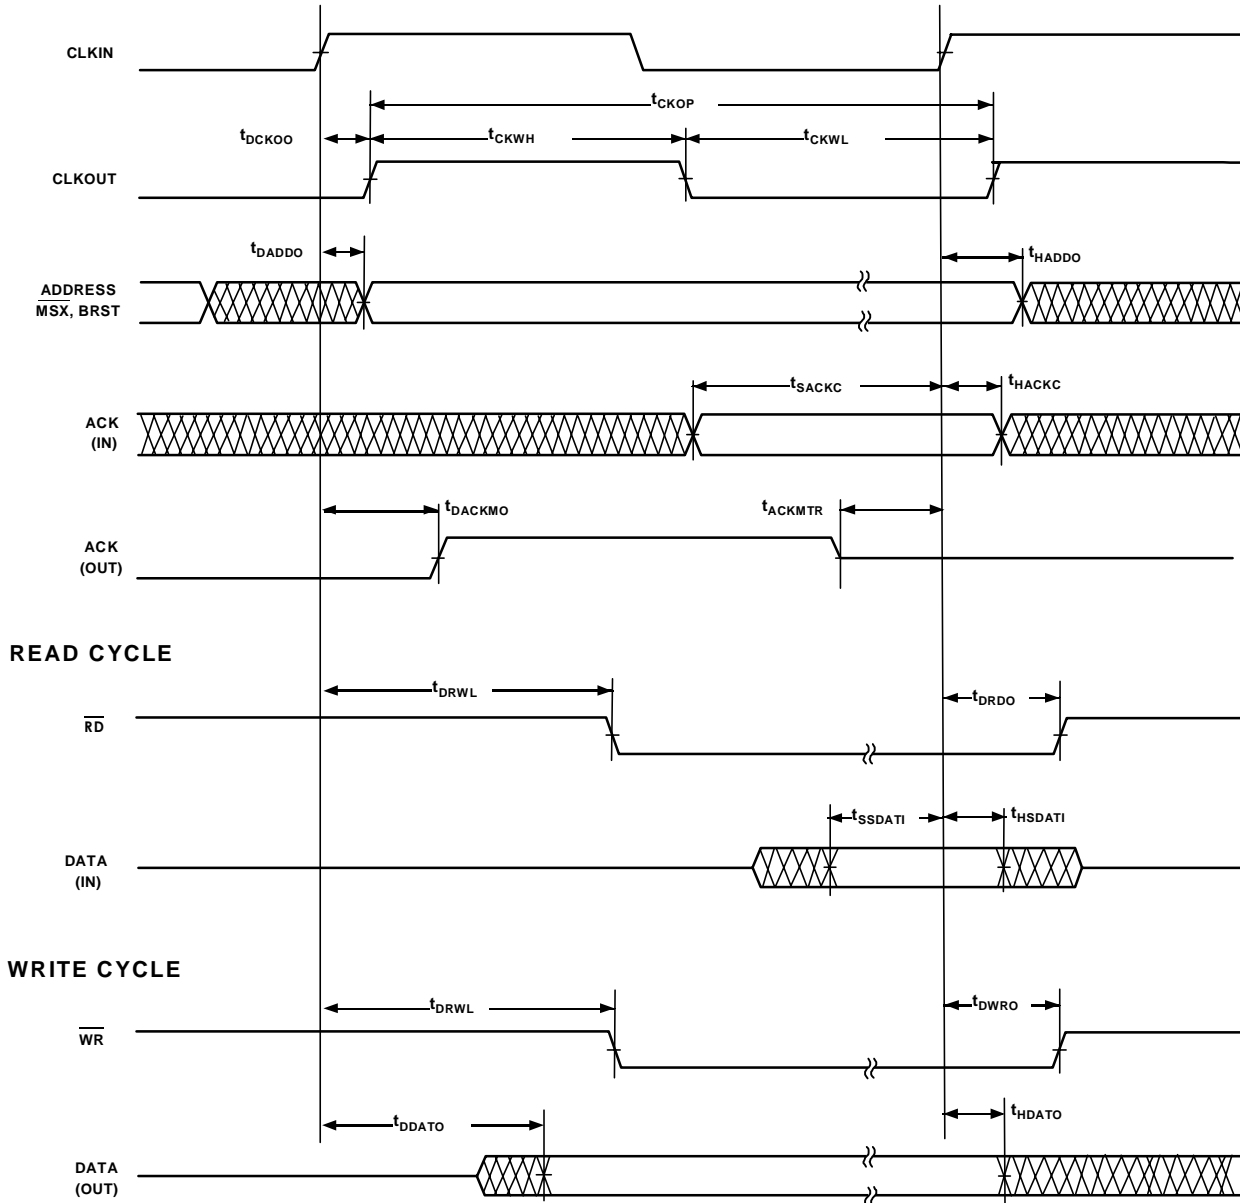 CLKIN
tCKOP
tDCKOO
tCKWH
tCKWL
CLKOUT
tDADDO
tHADDO
ADDRESS
MSX, BRST
tSACKC
tHACKC
ACK
(IN)
tDACKMO
tACKMTR
ACK
(OUT)
READ CYCLE
tDRWL
tDRDO
RD
tSSDATI
tHSDATI
DATA
(IN)
WRITE CYCLE
tDRWL
tDWRO
WR
tDDATO
tHDATO
DATA
(OUT)